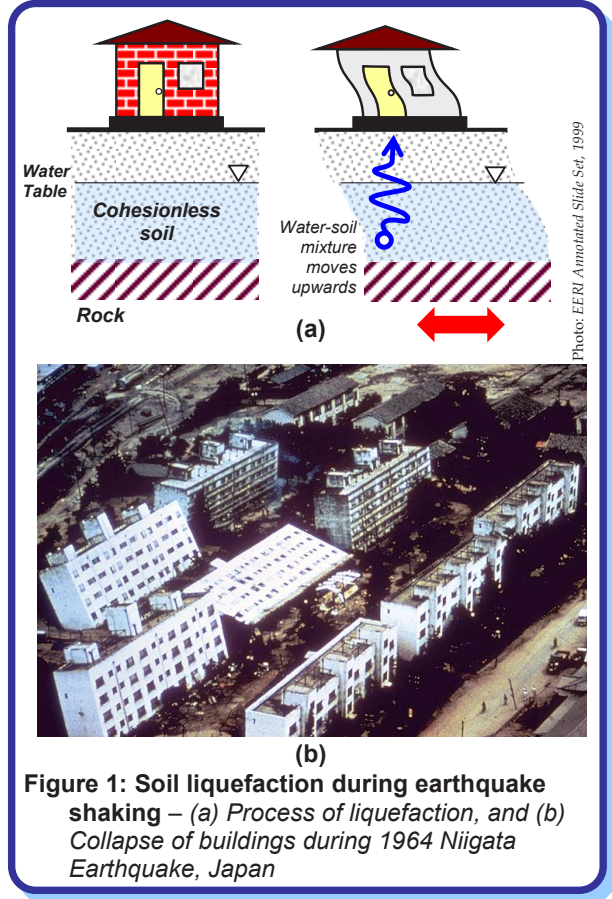 Water
Table
Cohesionless
soil
Water-soil
mixture
moves
upwards
Rock
(a)
Photo: EERI Annotated Slide Set, 1999
(b)
Figure 1: Soil liquefaction during earthquake
shaking – (a) Process of liquefaction, and (b)
Collapse of buildings during 1964 Niigata
Earthquake, Japan